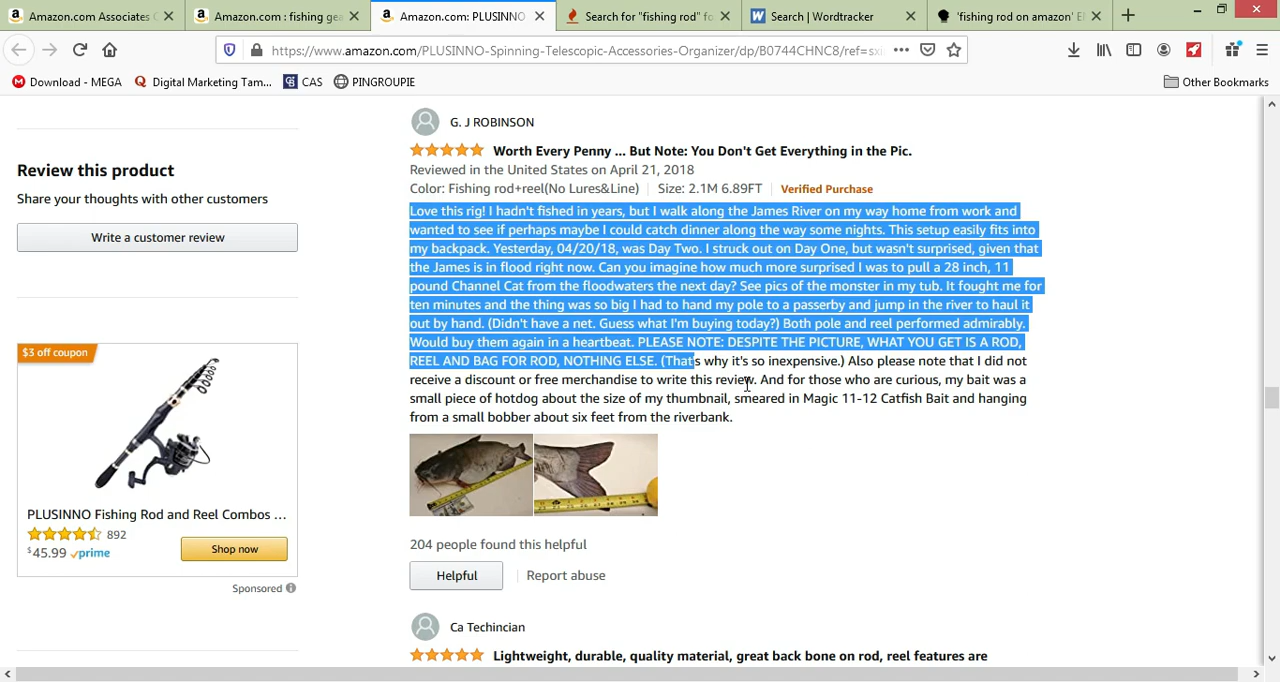 Amazon.com Associates C
Amazon.com : fishing gea
Amazon.com: PLUSINNO
Search for "fishing rod" fo
Search | Wordtracker
'fishing rod on amazon' E
https://www.amazon.com/PLUSINNO-Spinning-Telescopic-Accessories-Organizer/dp/B0744CHNC8/ref=sxi
Download - MEGA
Digital Marketing Tam...
CAS
PINGROUPIE
Other Bookmarks
G. J ROBINSON
Worth Every Penny ... But Note: You Don't Get Everything in the Pic.
Reviewed in the United States on April 21, 2018
Color: Fishing rod+reel(No Lures&Line) | Size: 2.1M 6.89FT | Verified Purchase
Love this rig! I hadn't fished in years, but I walk along the James River on my way home from work and
wanted to see if perhaps maybe I could catch dinner along the way some nights. This setup easily fits into
my backpack. Yesterday, 04/20/18, was Day Two. I struck out on Day One, but wasn't surprised, given that
the James is in flood right now. Can you imagine how much more surprised I was to pull a 28 inch, 11
pound Channel Cat from the floodwaters the next day? See pics of the monster in my tub. It fought me for
ten minutes and the thing was so big I had to hand my pole to a passerby and jump in the river to haul it
out by hand. (Didn't have a net. Guess what I'm buying today?) Both pole and reel performed admirably.
Would buy them again in a heartbeat. PLEASE NOTE: DESPITE THE PICTURE, WHAT YOU GET IS A ROD,
REEL AND BAG FOR ROD, NOTHING ELSE. (That's why it's so inexpensive.) Also please note that I did not
receive a discount or free merchandise to write this review. And for those who are curious, my bait was a
small piece of hotdog about the size of my thumbnail, smeared in Magic 11-12 Catfish Bait and hanging
from a small bobber about six feet from the riverbank.
204 people found this helpful
Helpful
Report abuse
Ca Techincian
Lightweight, durable, quality material, great back bone on rod, reel features are
Review this product
Share your thoughts with other customers
Write a customer review
$3 off coupon
PLUSINNO Fishing Rod and Reel Combos ...
892
$45.99 prime
Shop now
Sponsored